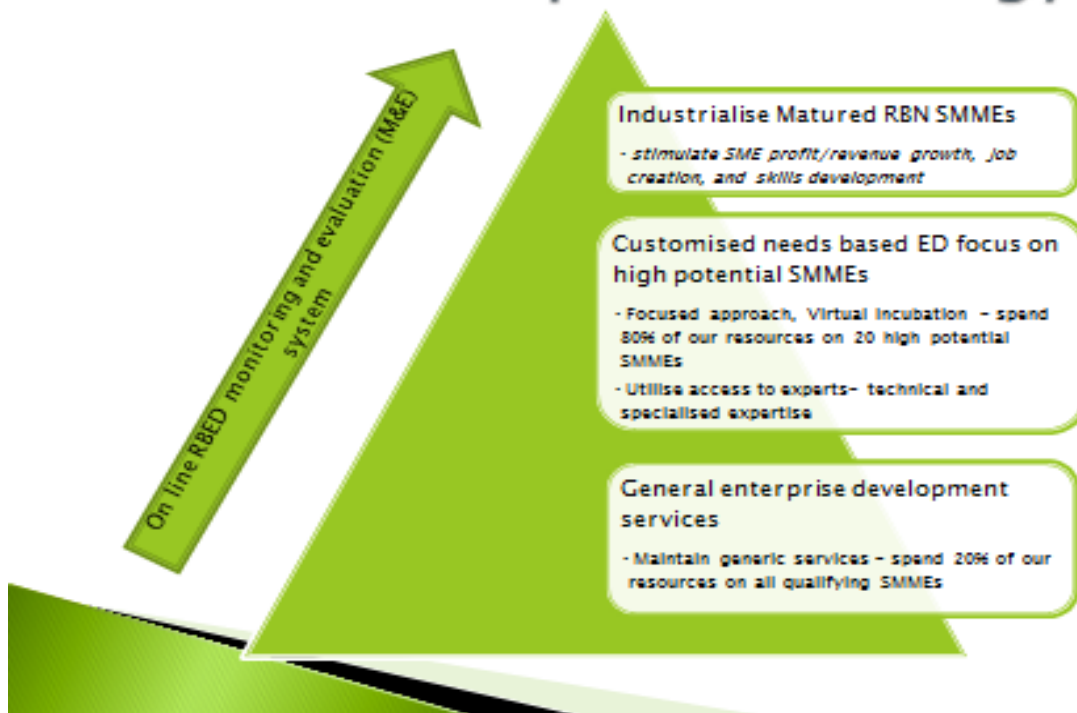 On line RBED monitoring and evaluation (M&E)
system
Industrialise Matured RBN SMMEs
- stimulate SME profit/revenue growth, job
creation, and skills development
Customised needs based ED focus on
high potential SMMEs
- Focused approach, Virtual Incubation – spend
80% of our resources on 20 high potential
SMMEs
- Utilise access to experts– technical and
specialised expertise
General enterprise development
services
- Maintain generic services – spend 20% of our
resources on all qualifying SMMEs